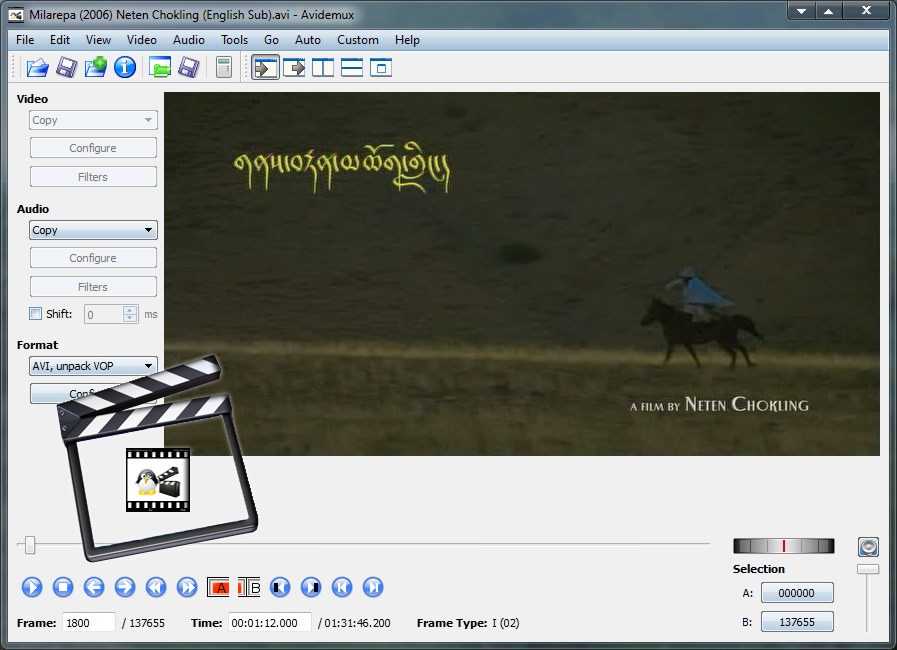 Milarepa (2006) Neten Chokling (English Sub).avi - Avidemux
File Edit View Video Audio Tools Go Auto Custom Help
Video
Copy
Configure
Filters
Audio
Copy
Configure
Filters
Shift: 0 ms
Format
AVI, unpack VOP
A FILM BY NETEN CHOKLING
A
B
Selection
A: 000000
B: 137655
Frame: 1800 / 137655 Time: 00:01:12.000 / 01:31:46.200 Frame Type: I (02)